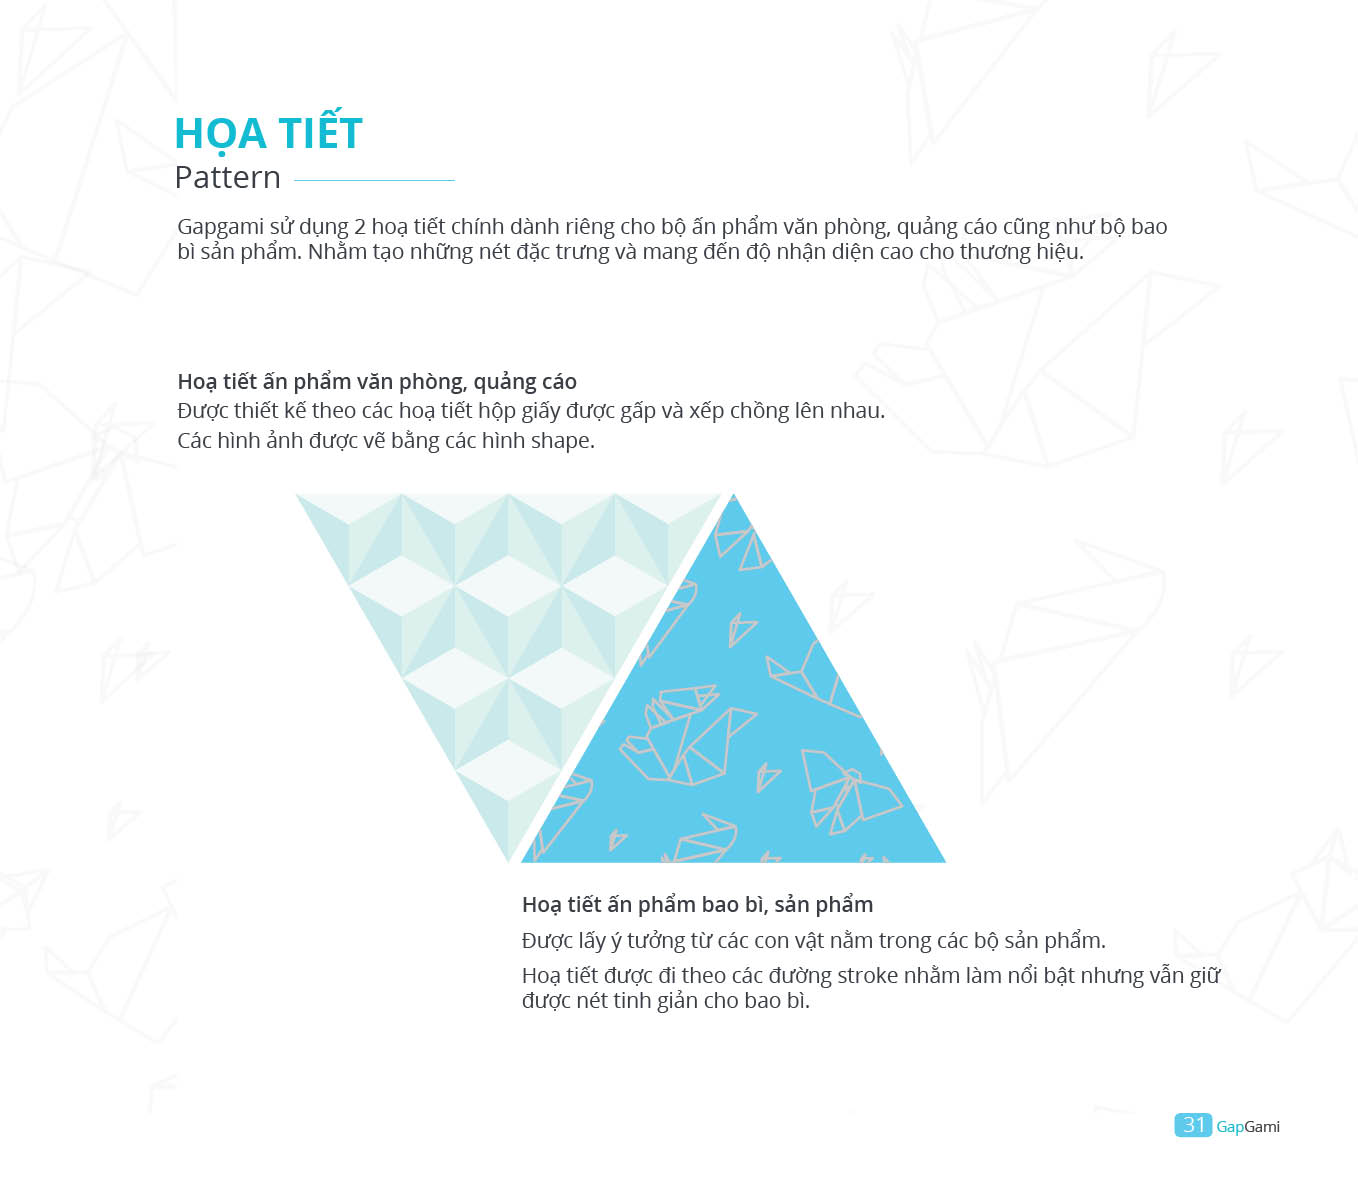 HỌA TIẾT
Pattern
Gapgami sử dụng 2 hoạ tiết chính dành riêng cho bộ ấn phẩm văn phòng, quảng cáo cũng như bộ bao
bì sản phẩm. Nhằm tạo những nét đặc trưng và mang đến độ nhận diện cao cho thương hiệu.
Hoạ tiết ấn phẩm văn phòng, quảng cáo
Được thiết kế theo các hoạ tiết hộp giấy được gấp và xếp chồng lên nhau.
Các hình ảnh được vẽ bằng các hình shape.
Hoạ tiết ấn phẩm bao bì, sản phẩm
Được lấy ý tưởng từ các con vật nằm trong các bộ sản phẩm.
Hoạ tiết được đi theo các đường stroke nhằm làm nổi bật nhưng vẫn giữ
được nét tinh giản cho bao bì.
31 GapGami